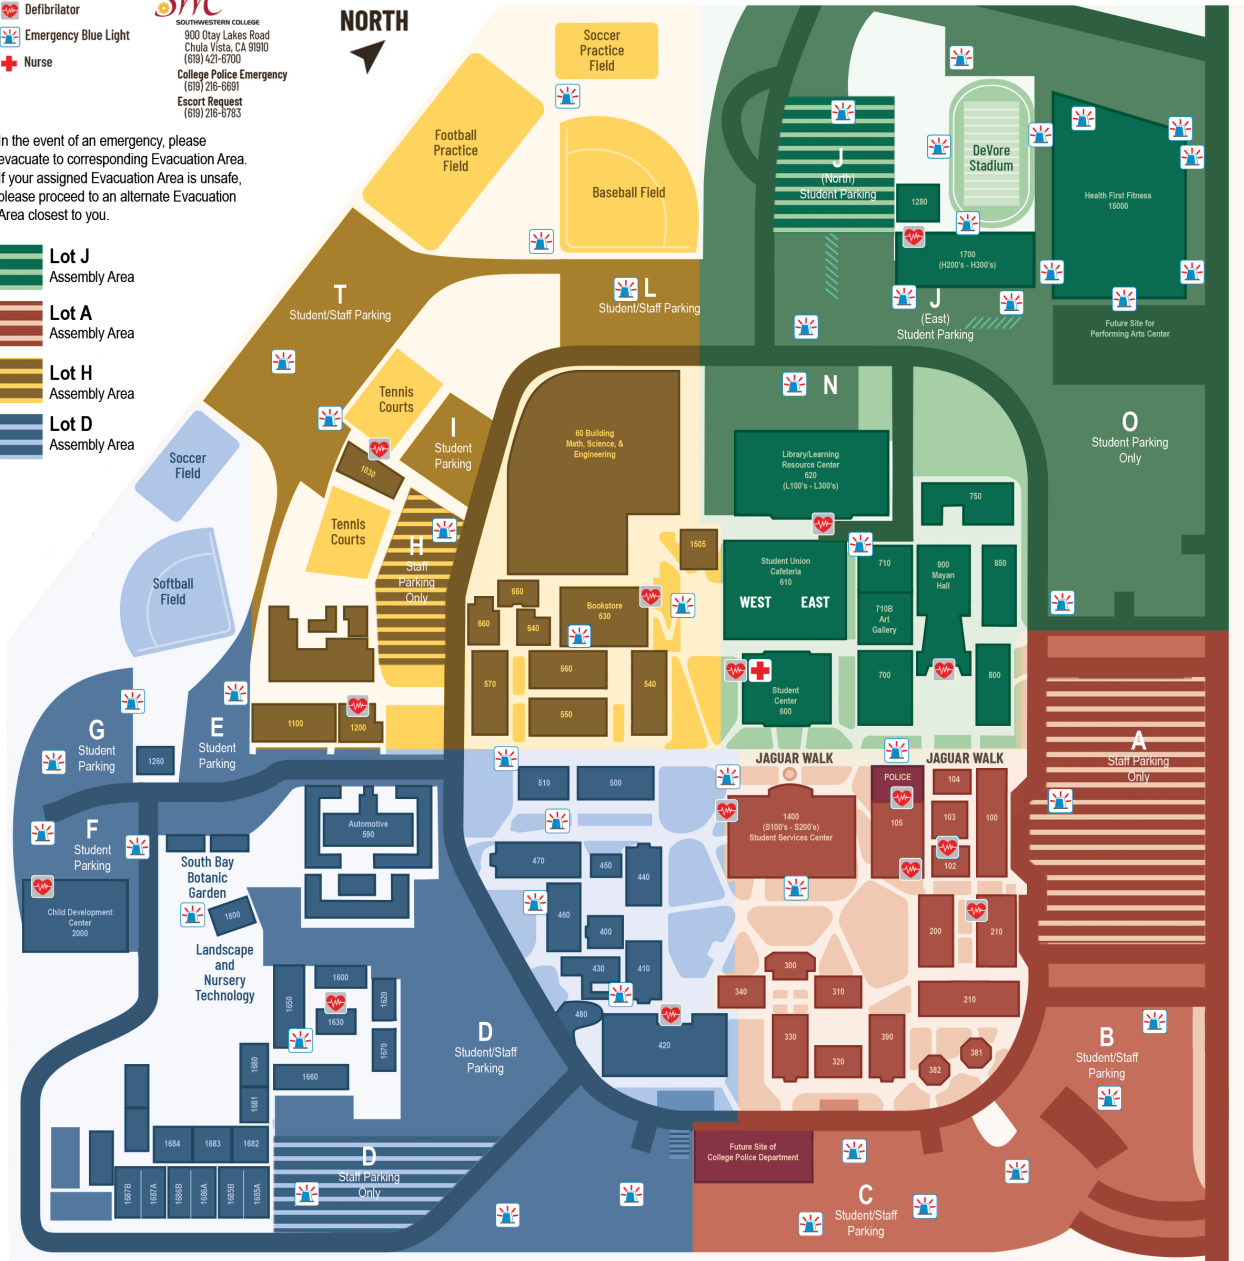 Defibrilator
Emergency Blue Light
Nurse
SOUTHWESTERN COLLEGE
900 Otay Lakes Road
Chula Vista, CA 91910
(619) 421-6700
College Police Emergency
(619) 216-6691
Escort Request
(619) 216-6783
NORTH
In the event of an emergency, please
evacuate to corresponding Evacuation Area.
If your assigned Evacuation Area is unsafe,
please proceed to an alternate Evacuation
Area closest to you.
Lot J
Assembly Area
Lot A
Assembly Area
Lot H
Assembly Area
Lot D
Assembly Area
Soccer
Practice
Field
Football
Practice
Field
Baseball Field
J
(North)
Student Parking
1280
DeVore
Stadium
Health First Fitness
15000
1700
(H200's - H300's)
J
(East)
Student Parking
Future Site for
Performing Arts Center
T
Student/Staff Parking
L
Student/Staff Parking
N
O
Student Parking
Only
Tennis
Courts
I
Student
Parking
1030
Tennis
Courts
H
Staff
Parking
Only
60 Building
Math, Science, &
Engineering
Library/Learning
Resource Center
620
(L100's - L300's)
750
1505
Student Union
Cafeteria
610
WEST
EAST
710
710B
Art
Gallery
900
Mayan
Hall
850
Soccer
Field
Softball
Field
650
660
640
Bookstore
630
570
560
550
540
Student
Center
600
700
800
1100
1200
G
Student
Parking
1260
E
Student
Parking
F
Student
Parking
Child Development
Center
2000
JAGUAR WALK
JAGUAR WALK
A
Staff Parking
Only
510
500
POLICE
105
104
103
102
100
1400
(S100's - S200's)
Student Services Center
Automotive
590
470
450
440
460
400
430
410
480
420
South Bay
Botanic
Garden
1800
Landscape
and
Nursery
Technology
200
210
300
340
310
210
330
320
390
381
382
1650
1600
1620
1630
1670
1660
1680
1681
1684
1683
1682
1687B
1687A
1686B
1686A
1685B
1685A
D
Student/Staff
Parking
D
Staff Parking
Only
B
Student/Staff
Parking
Future Site of
College Police Department
C
Student/Staff
Parking